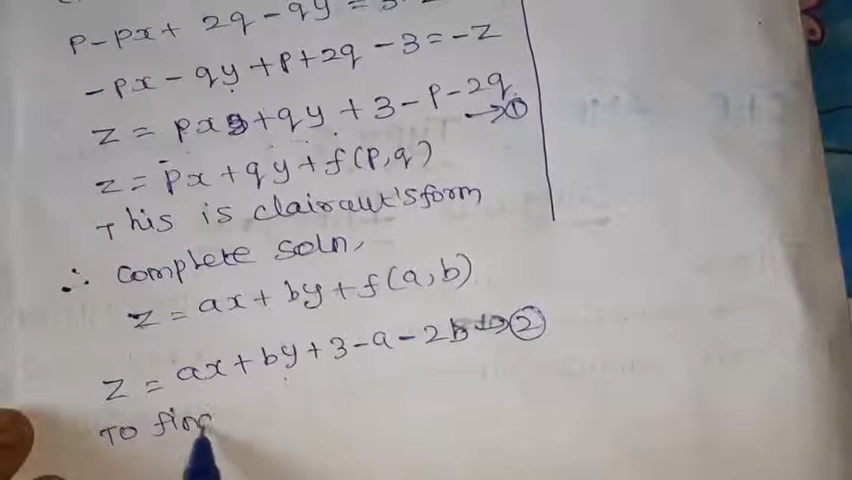 p - px + 2q - qy = 3
- px - qy + p + 2q - 3 = - z
z = px + qy + 3 - p - 2q → ①
z = px + qy + f(p,q)
This is clairaut's form
∴ complete soln,
z = ax + by + f(a, b)
z = ax + by + 3 - a - 2b → ②
To fin